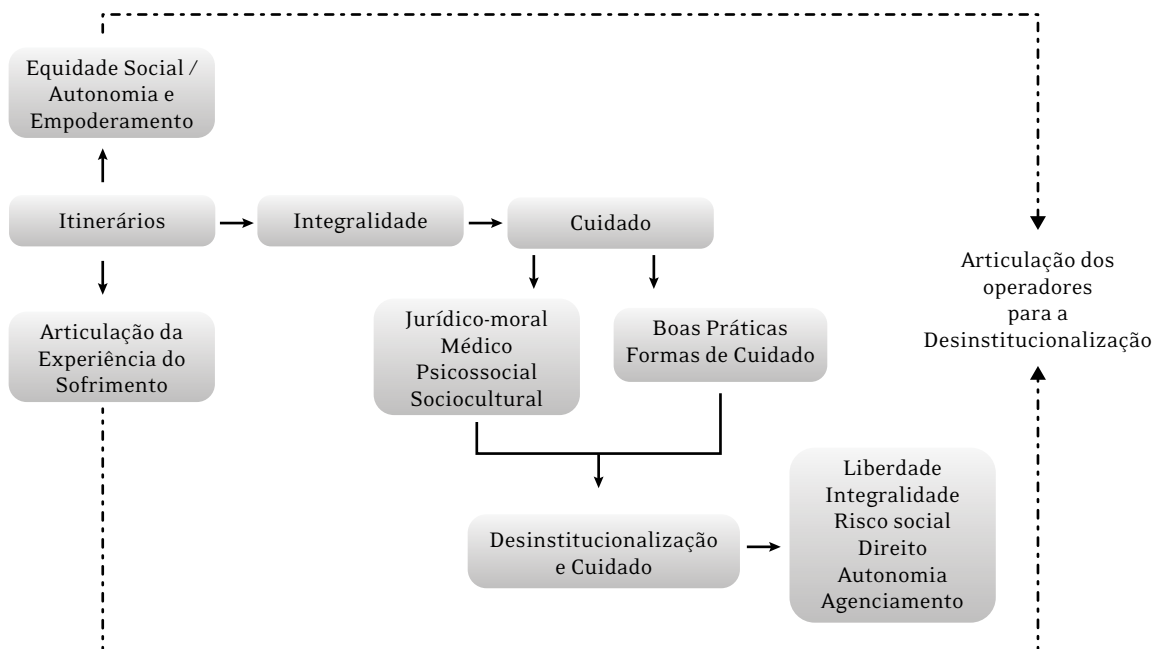 Equidade Social /
Autonomia e
Empoderamento
Itinerários
Integralidade
Cuidado
Articulação dos
operadores
para a
Desinstitucionalização
Articulação da
Experiência do
Sofrimento
Jurídico-moral
Médico
Psicossocial
Sociocultural
Boas Práticas
Formas de Cuidado
Desinstitucionalização
e Cuidado
Liberdade
Integralidade
Risco social
Direito
Autonomia
Agenciamento